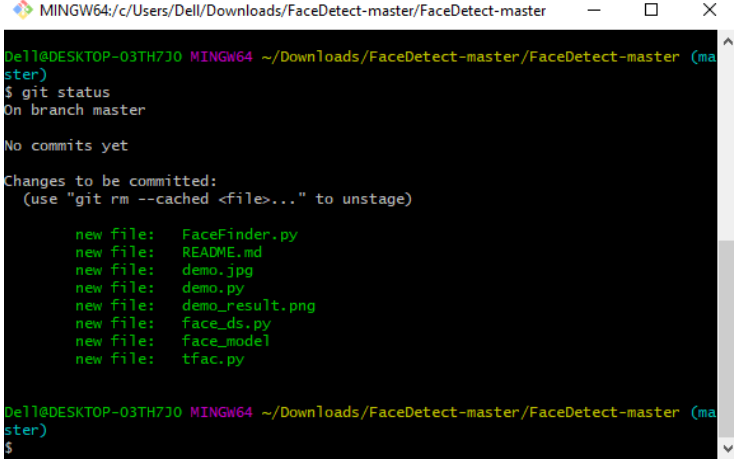 MINGW64:/c/Users/Dell/Downloads/FaceDetect-master/FaceDetect-master
Dell@DESKTOP-03TH7JO MINGW64 ~/Downloads/FaceDetect-master/FaceDetect-master (ma
ster)
$ git status
On branch master
No commits yet
Changes to be committed:
(use "git rm --cached <file>..." to unstage)
new file: FaceFinder.py
new file: README.md
new file: demo.jpg
new file: demo.py
new file: demo_result.png
new file: face_ds.py
new file: face_model
new file: tfac.py
Dell@DESKTOP-03TH7JO MINGW64 ~/Downloads/FaceDetect-master/FaceDetect-master (ma
ster)
$